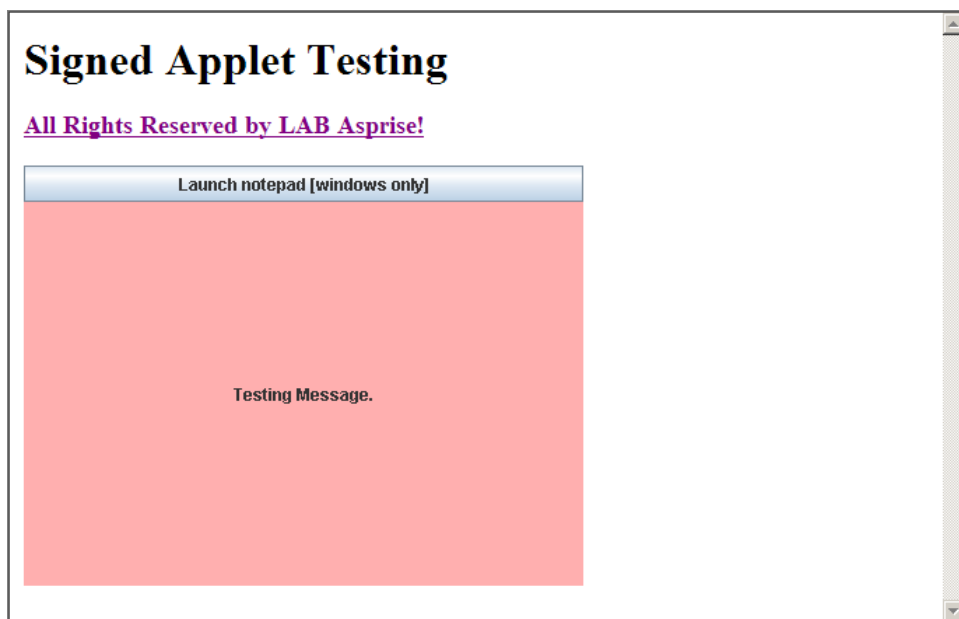 Signed Applet Testing
All Rights Reserved by LAB Asprise!
Launch notepad [windows only]
Testing Message.